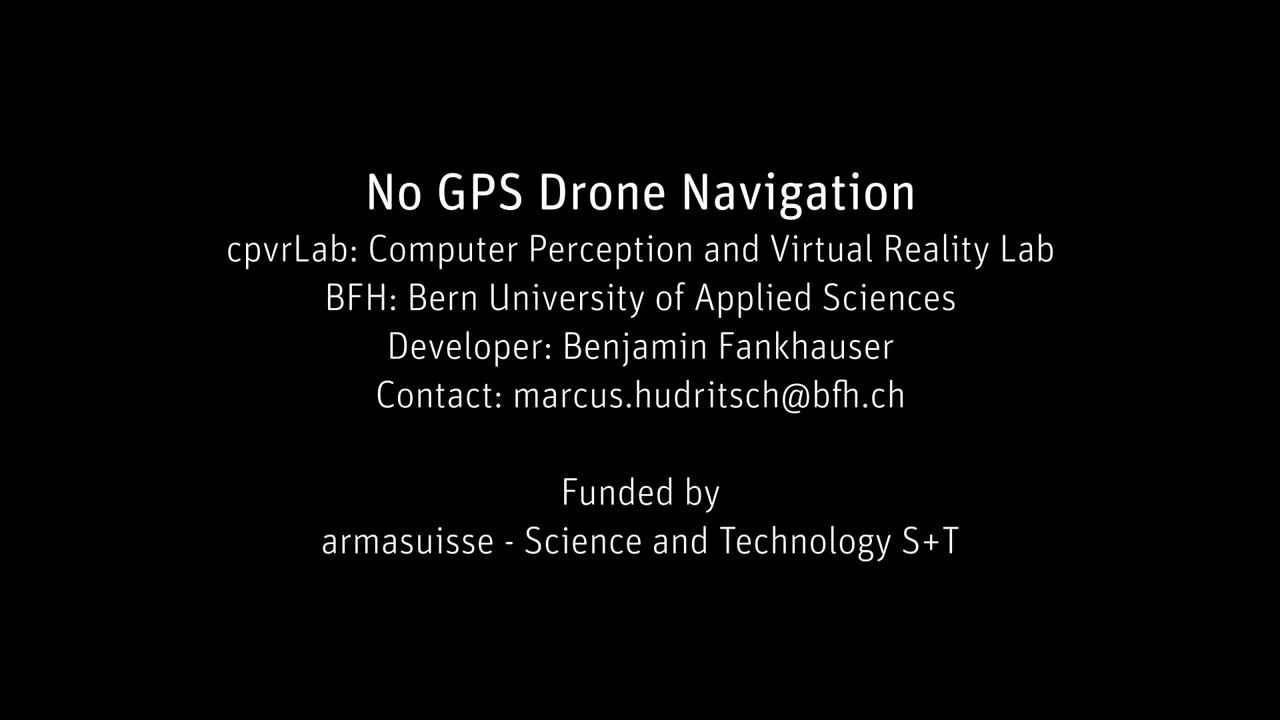 No GPS Drone Navigation
cpvrLab: Computer Perception and Virtual Reality Lab
BFH: Bern University of Applied Sciences
Developer: Benjamin Fankhauser
Contact: marcus.hudritsch@bfh.ch
Funded by
armasuisse - Science and Technology S+T